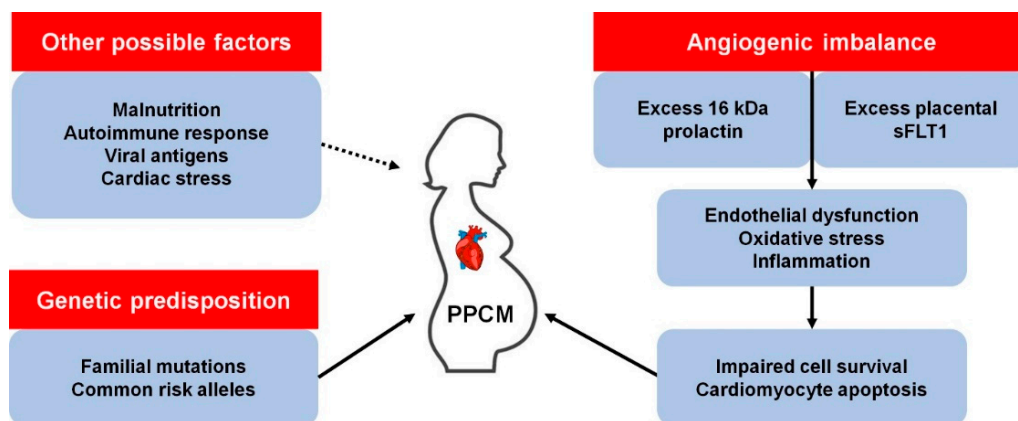 Other possible factors
Malnutrition
Autoimmune response
Viral antigens
Cardiac stress
Genetic predisposition
Familial mutations
Common risk alleles
PPCM
Angiogenic imbalance
Excess 16 kDa
prolactin
Excess placental
sFLT1
Endothelial dysfunction
Oxidative stress
Inflammation
Impaired cell survival
Cardiomyocyte apoptosis